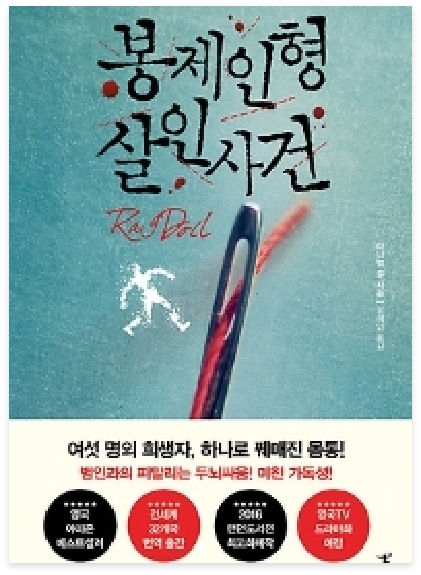 봉제인형
살인사건
RagDoll
여섯 명의 희생자, 하나로 꿰매진 몸통!
범인과의 피말리는 두뇌싸움! 미친 가독성!
영국
아마존
베스트셀러
전세계
32개국
번역 출간
2016
런던도서전
최고화제작
영국TV
드라마화
예정